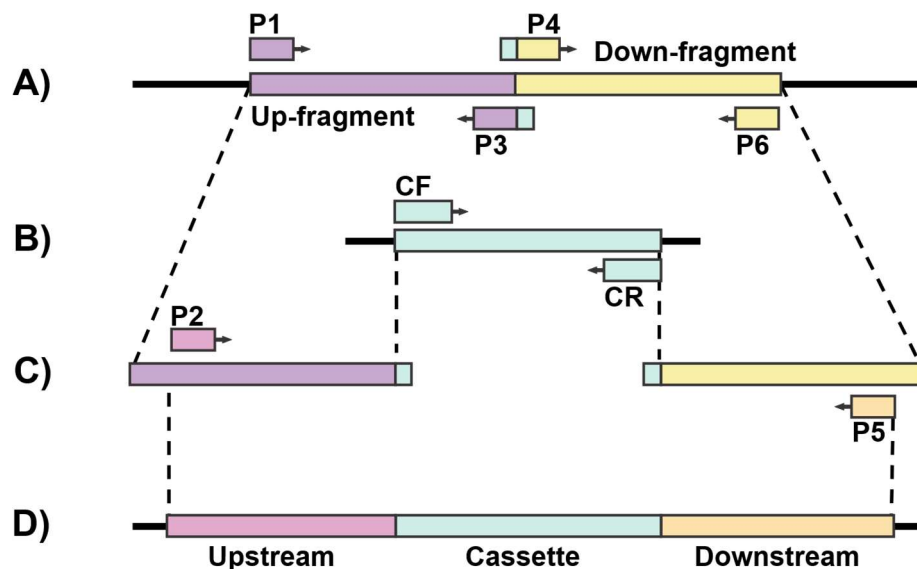 P1
P4
Down-fragment
A)
Up-fragment
P3
P6
CF
B)
CR
P2
C)
P5
D)
Upstream
Cassette
Downstream